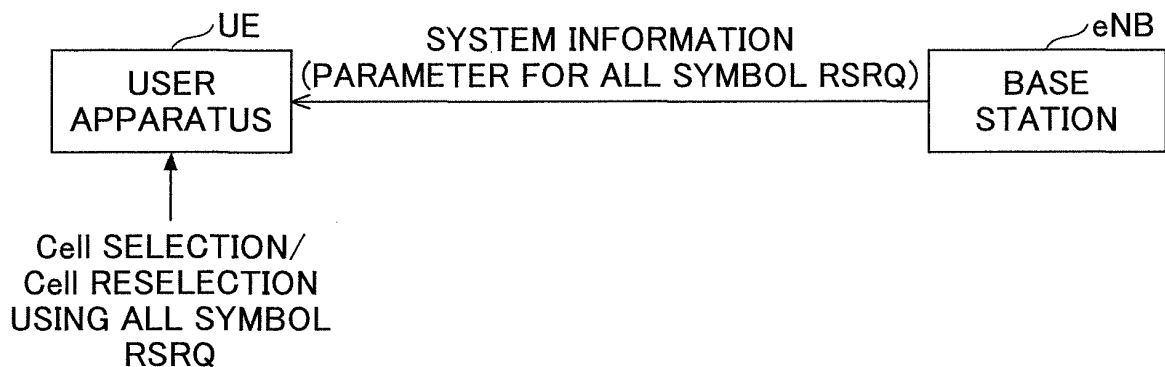 UE
eNB
SYSTEM INFORMATION
(PARAMETER FOR ALL SYMBOL RSRQ)
USER
APPARATUS
BASE
STATION
Cell SELECTION/
Cell RESELECTION
USING ALL SYMBOL
RSRQ